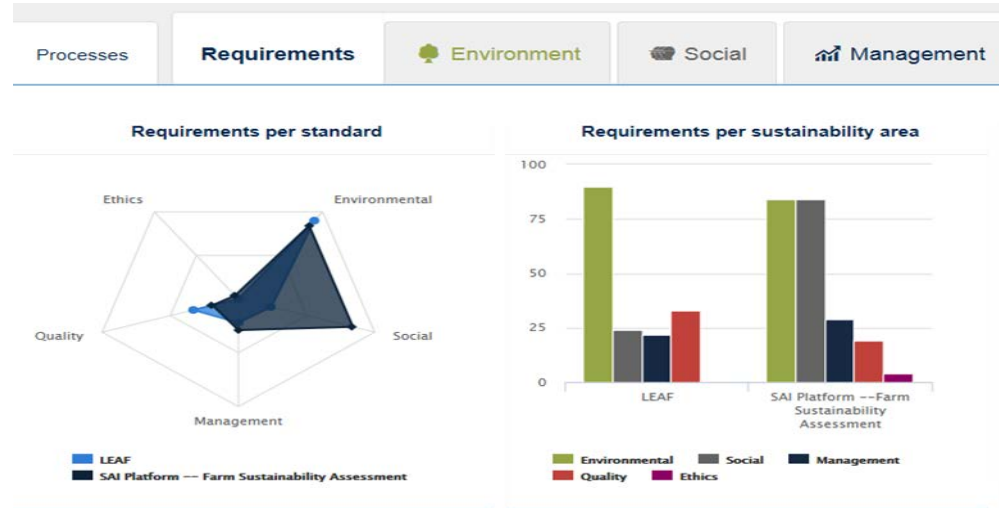 Processes
Requirements
Environment
Social
Management
Requirements per standard
Ethics
Environmental
Quality
Social
Management
LEAF
SAI Platform -- Farm Sustainability Assessment
Requirements per sustainability area
100
75
50
25
0
LEAF
SAI Platform --Farm
Sustainability
Assessment
Environmental Social Management
Quality Ethics